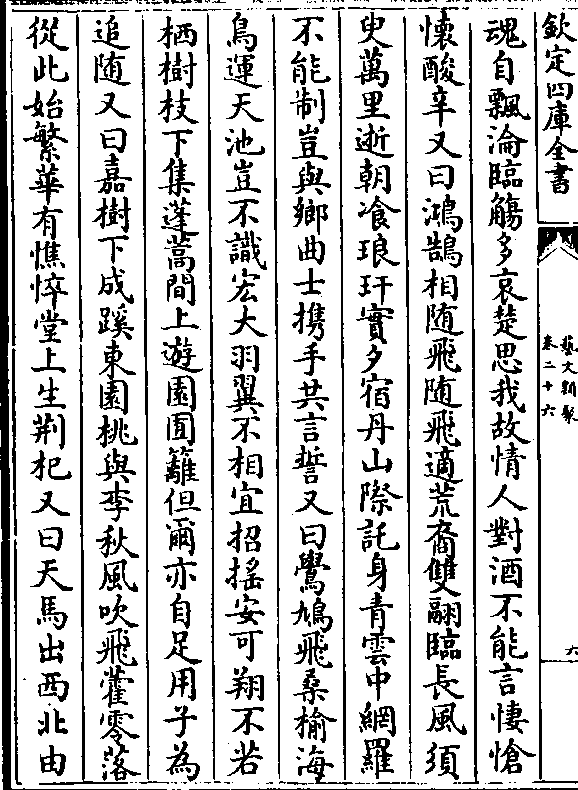 欽定四庫全書
藝文類聚
卷二十六
六
魂自飄淪臨觴多哀楚思我故情人對酒不能言悽愴
懷酸辛又曰鴻鵠相随飛随飛適荒裔雙翮臨長風須
臾萬里逝朝飡琅玕實夕宿丹山際託身青雲中網羅
不能制豈與鄉曲士攜手共言誓又曰鸴鳩飛桑榆海
鳥運天池豈不識宏大羽翼不相宜招揺安可翔不若
栖樹枝下集蓬蒿間上遊園囿籬但爾亦自足用子為
追随又曰嘉樹下成蹊東園桃與李秋風吹飛藿零落
從此始繁華有憔悴堂上生荆杞又曰天馬出西北由